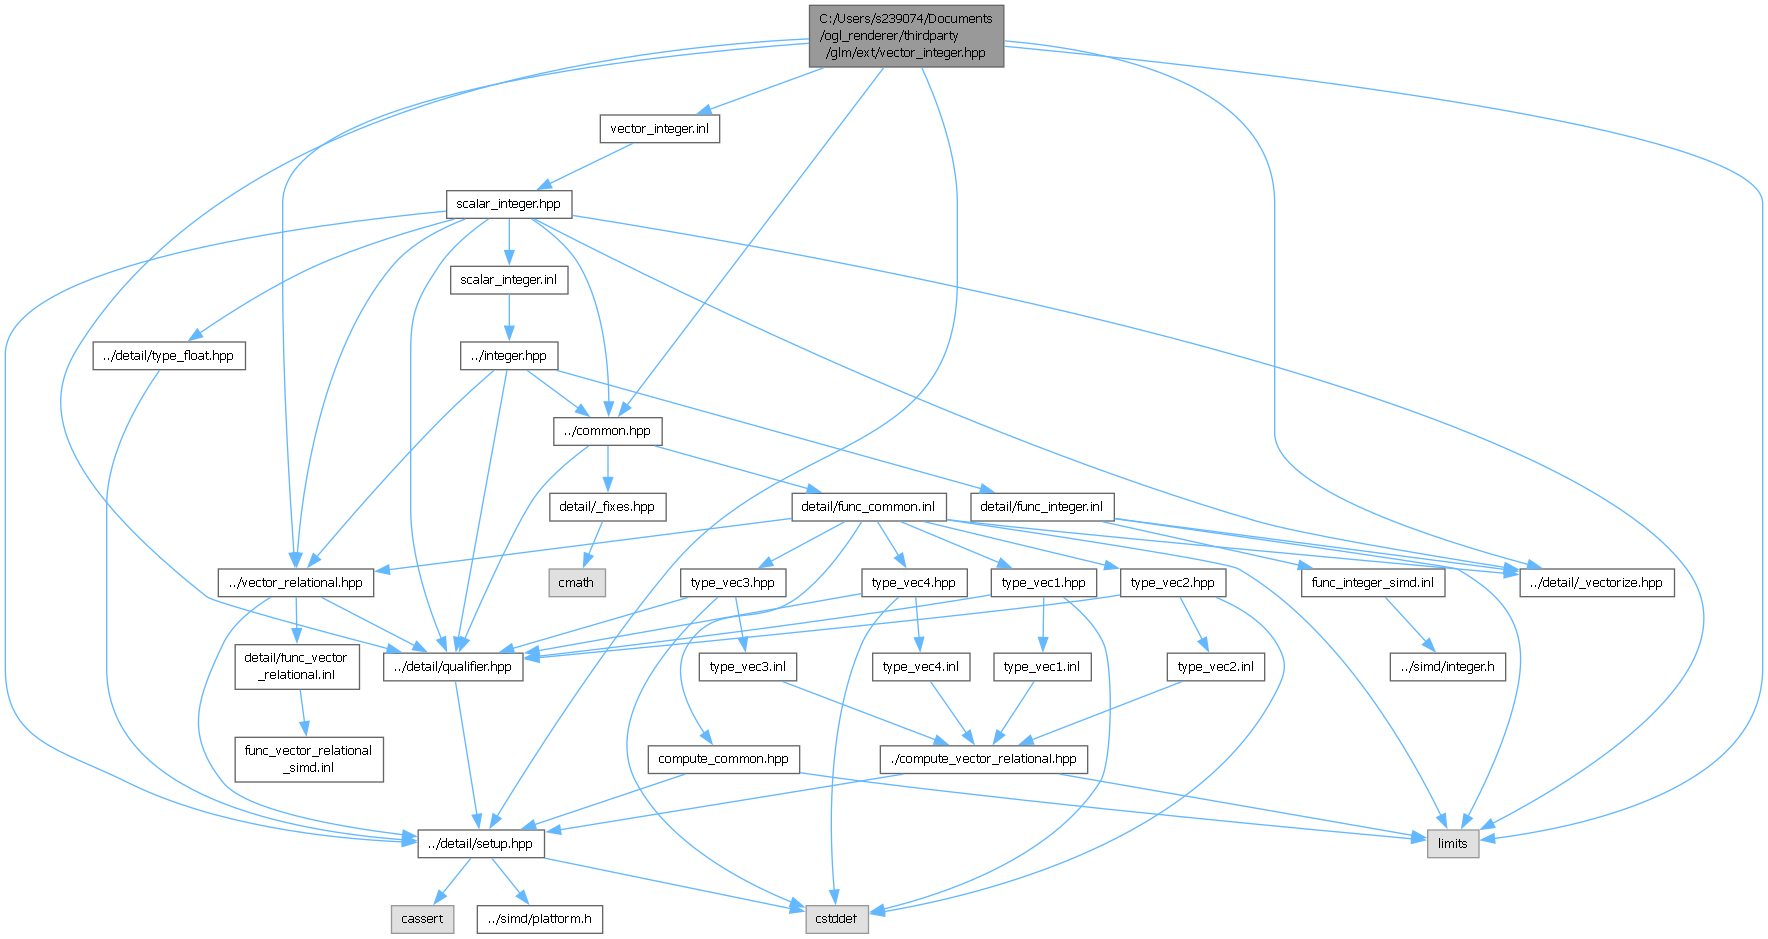 C:/Users/s239074/Documents
/ogl_renderer/thirdparty
/glm/ext/vector_integer.hpp
vector_integer.inl
scalar_integer.hpp
scalar_integer.inl
../detail/type_float.hpp
../integer.hpp
../common.hpp
detail/_fixes.hpp
detail/func_common.inl
detail/func_integer.inl
../vector_relational.hpp
cmath
type_vec3.hpp
type_vec4.hpp
type_vec1.hpp
type_vec2.hpp
func_integer_simd.inl
../detail/_vectorize.hpp
detail/func_vector
_relational.inl
../detail/qualifier.hpp
type_vec3.inl
type_vec4.inl
type_vec1.inl
type_vec2.inl
../simd/integer.h
func_vector_relational
_simd.inl
compute_common.hpp
./compute_vector_relational.hpp
../detail/setup.hpp
limits
cassert
../simd/platform.h
cstddef